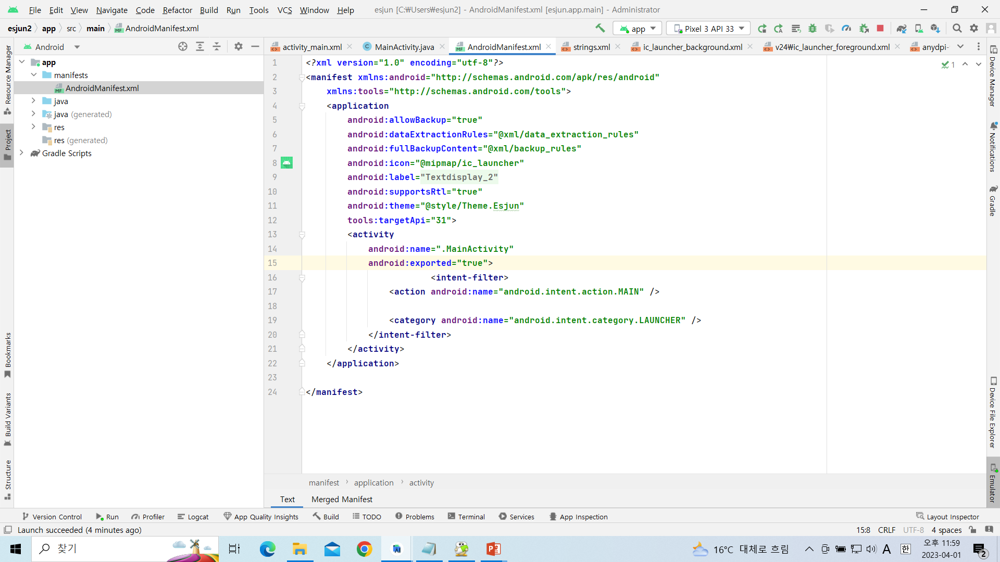 File Edit View Navigate Code Refactor Build Run Tools VCS Window Help esjun [C:₩Users₩esjun2] - AndroidManifest.xml [esjun.app.main] - Administrator
esjun2 app src main AndroidManifest.xml app Pixel 3 API 33
Android
activity_main.xml MainActivity.java AndroidManifest.xml strings.xml ic_launcher_background.xml v24₩ic_launcher_foreground.xml anydpi-
Resource Manager
Project
Bookmarks
Build Variants
Structure
app
manifests
AndroidManifest.xml
java
java (generated)
res
res (generated)
Gradle Scripts
1 <?xml version="1.0" encoding="utf-8"?>
2 <manifest xmlns:android="http://schemas.android.com/apk/res/android"
3 xmlns:tools="http://schemas.android.com/tools">
4 <application
5 android:allowBackup="true"
6 android:dataExtractionRules="@xml/data_extraction_rules"
7 android:fullBackupContent="@xml/backup_rules"
8 android:icon="@mipmap/ic_launcher"
9 android:label="Textdisplay_2"
10 android:supportsRtl="true"
11 android:theme="@style/Theme.Esjun"
12 tools:targetApi="31">
13 <activity
14 android:name=".MainActivity"
15 android:exported="true">
16 <intent-filter>
17 <action android:name="android.intent.action.MAIN" />
18
19 <category android:name="android.intent.category.LAUNCHER" />
20 </intent-filter>
21 </activity>
22 </application>
23
24 </manifest>
1
Device Manager
Notifications
Gradle
Device File Explorer
Emulator
manifest application activity
Text Merged Manifest
Version Control Run Profiler Logcat App Quality Insights Build TODO Problems Terminal Services App Inspection Layout Inspector
Launch succeeded (4 minutes ago) 15:8 CRLF UTF-8 4 spaces
찾기 16°C 대체로 흐림 A 한 오후 11:59
2023-04-01 2